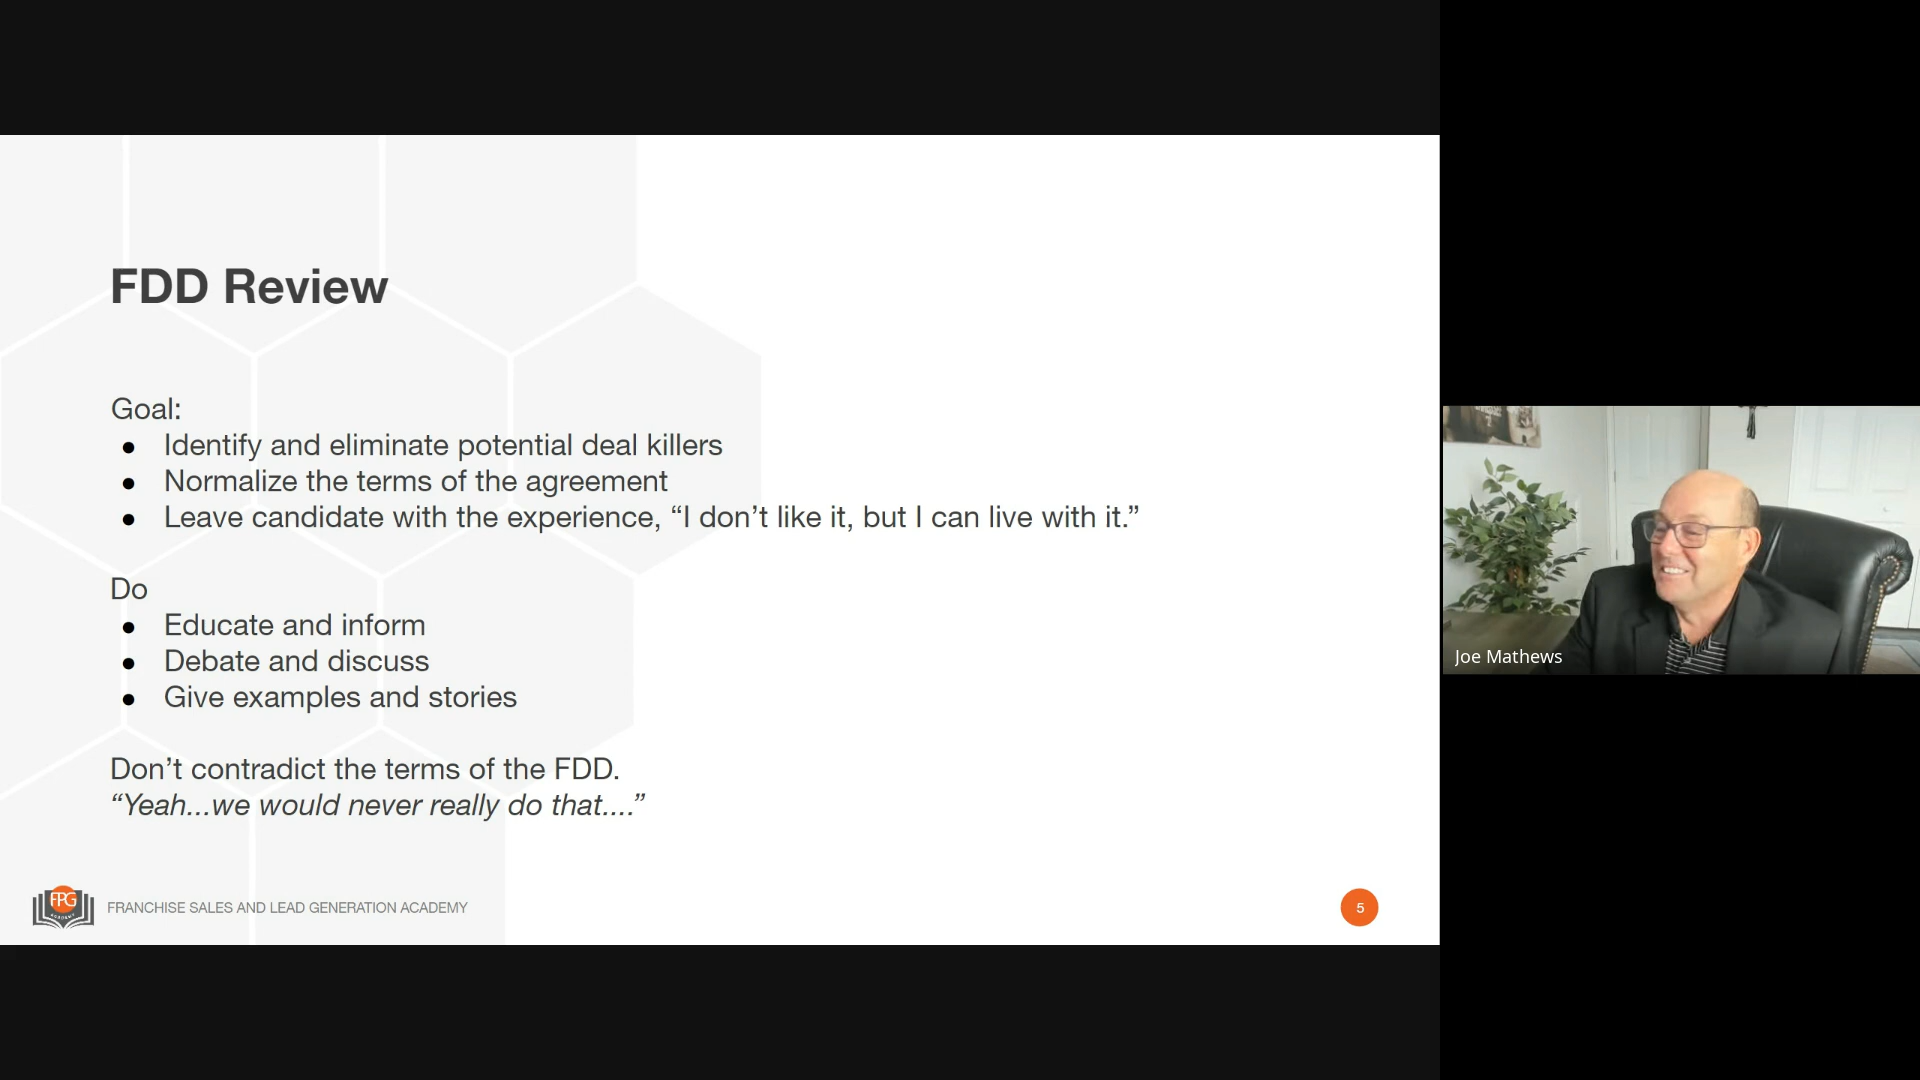 FDD Review
Goal:
● Identify and eliminate potential deal killers
● Normalize the terms of the agreement
● Leave candidate with the experience, “I don’t like it, but I can live with it.”
Do
● Educate and inform
● Debate and discuss
● Give examples and stories
Don’t contradict the terms of the FDD.
“Yeah...we would never really do that....”
FPG
ACADEMY
FRANCHISE SALES AND LEAD GENERATION ACADEMY
5
Joe Mathews